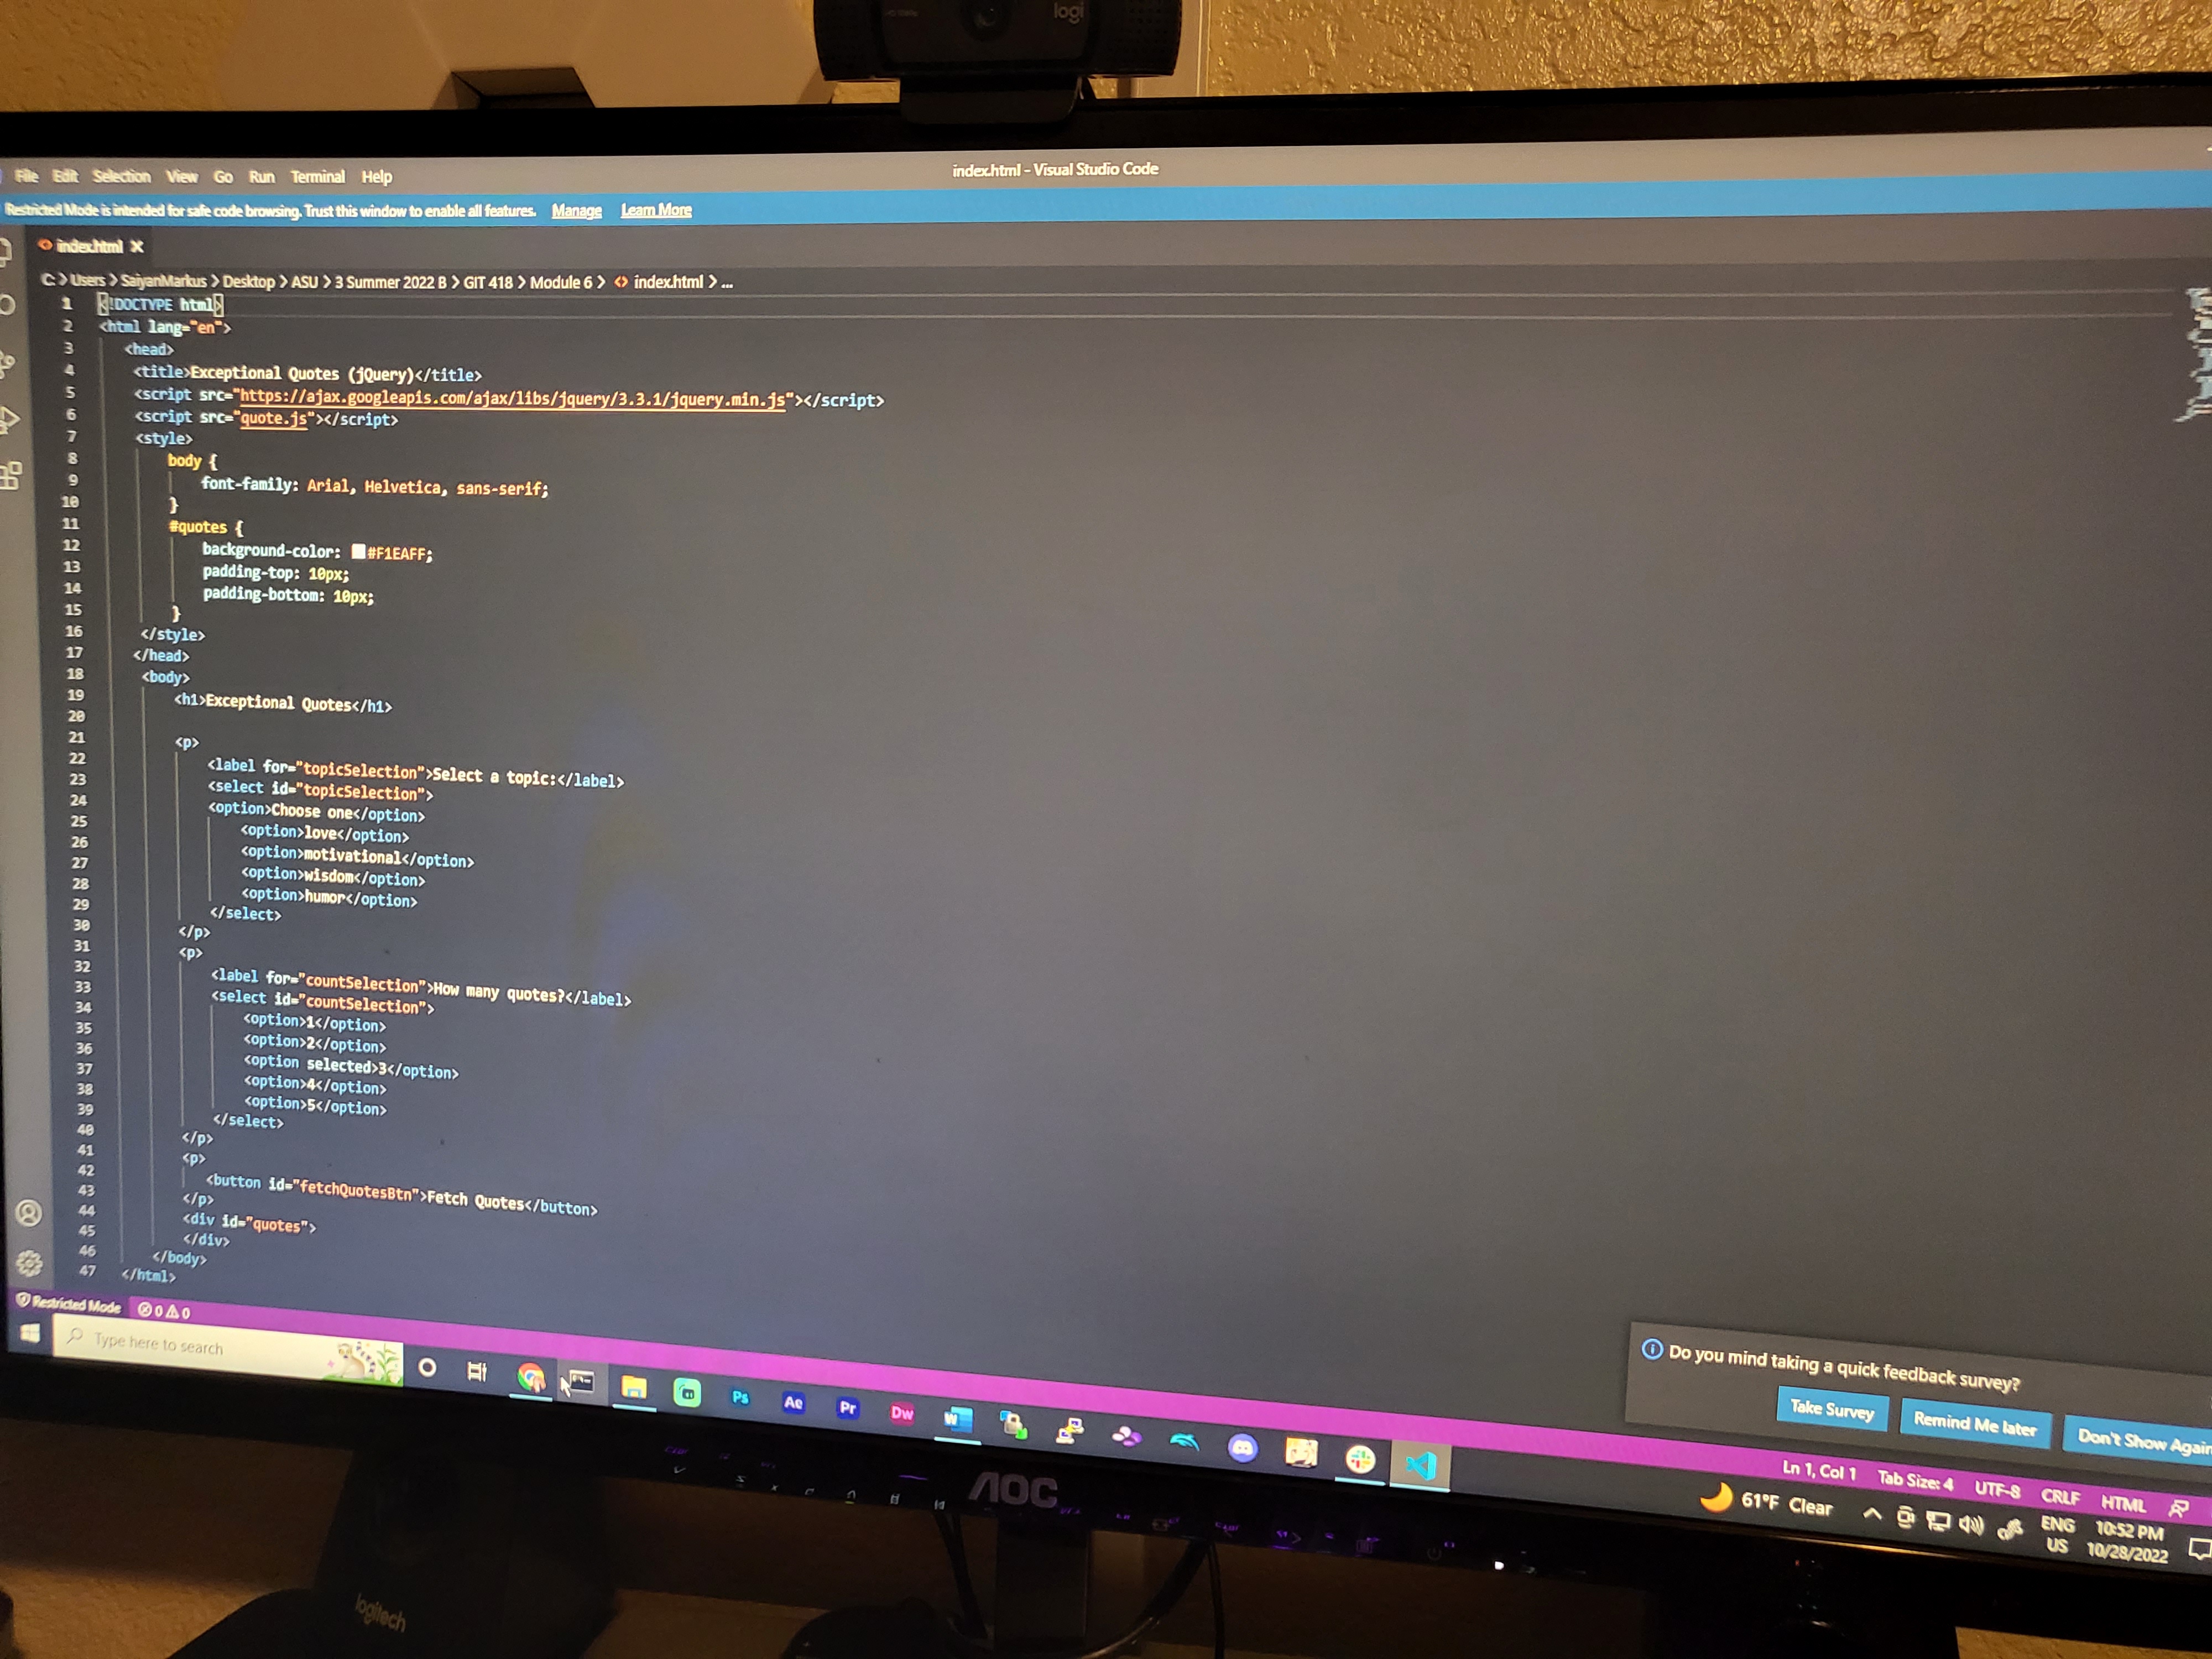 logi
File Edit Selection View Go Run Terminal Help
index.html - Visual Studio Code
Restricted Mode is intended for safe code browsing. Trust this window to enable all features. Manage Learn More
index.html
C: > Users > SaiyanMarkus > Desktop > ASU > 3 Summer 2022 B > GIT 418 > Module 6 > <> index.html > ...
1 <!DOCTYPE html>
2 <html lang="en">
3 <head>
4 <title>Exceptional Quotes (jQuery)</title>
5 <script src="https://ajax.googleapis.com/ajax/libs/jquery/3.3.1/jquery.min.js"></script>
6 <script src="quote.js"></script>
7 <style>
8 body {
9 font-family: Arial, Helvetica, sans-serif;
10 }
11 #quotes {
12 background-color: #F1EAFF;
13 padding-top: 10px;
14 padding-bottom: 10px;
15 }
16 </style>
17 </head>
18 <body>
19 <h1>Exceptional Quotes</h1>
20
21 <p>
22 <label for="topicSelection">Select a topic:</label>
23 <select id="topicSelection">
24 <option>Choose one</option>
25 <option>love</option>
26 <option>motivational</option>
27 <option>wisdom</option>
28 <option>humor</option>
29 </select>
30 </p>
31 <p>
32 <label for="countSelection">How many quotes?</label>
33 <select id="countSelection">
34 <option>1</option>
35 <option>2</option>
36 <option selected>3</option>
37 <option>4</option>
38 <option>5</option>
39 </select>
40 </p>
41 <p>
42 <button id="fetchQuotesBtn">Fetch Quotes</button>
43 </p>
44 <div id="quotes">
45 </div>
46 </body>
47 </html>
Restricted Mode 0 0
Do you mind taking a quick feedback survey?
Take Survey Remind Me later Don't Show Again
Ln 1, Col 1 Tab Size: 4 UTF-8 CRLF HTML
Type here to search
Ps Ae Pr Dw W
61°F Clear
ENG US
10:52 PM
10/28/2022
AOC
logitech